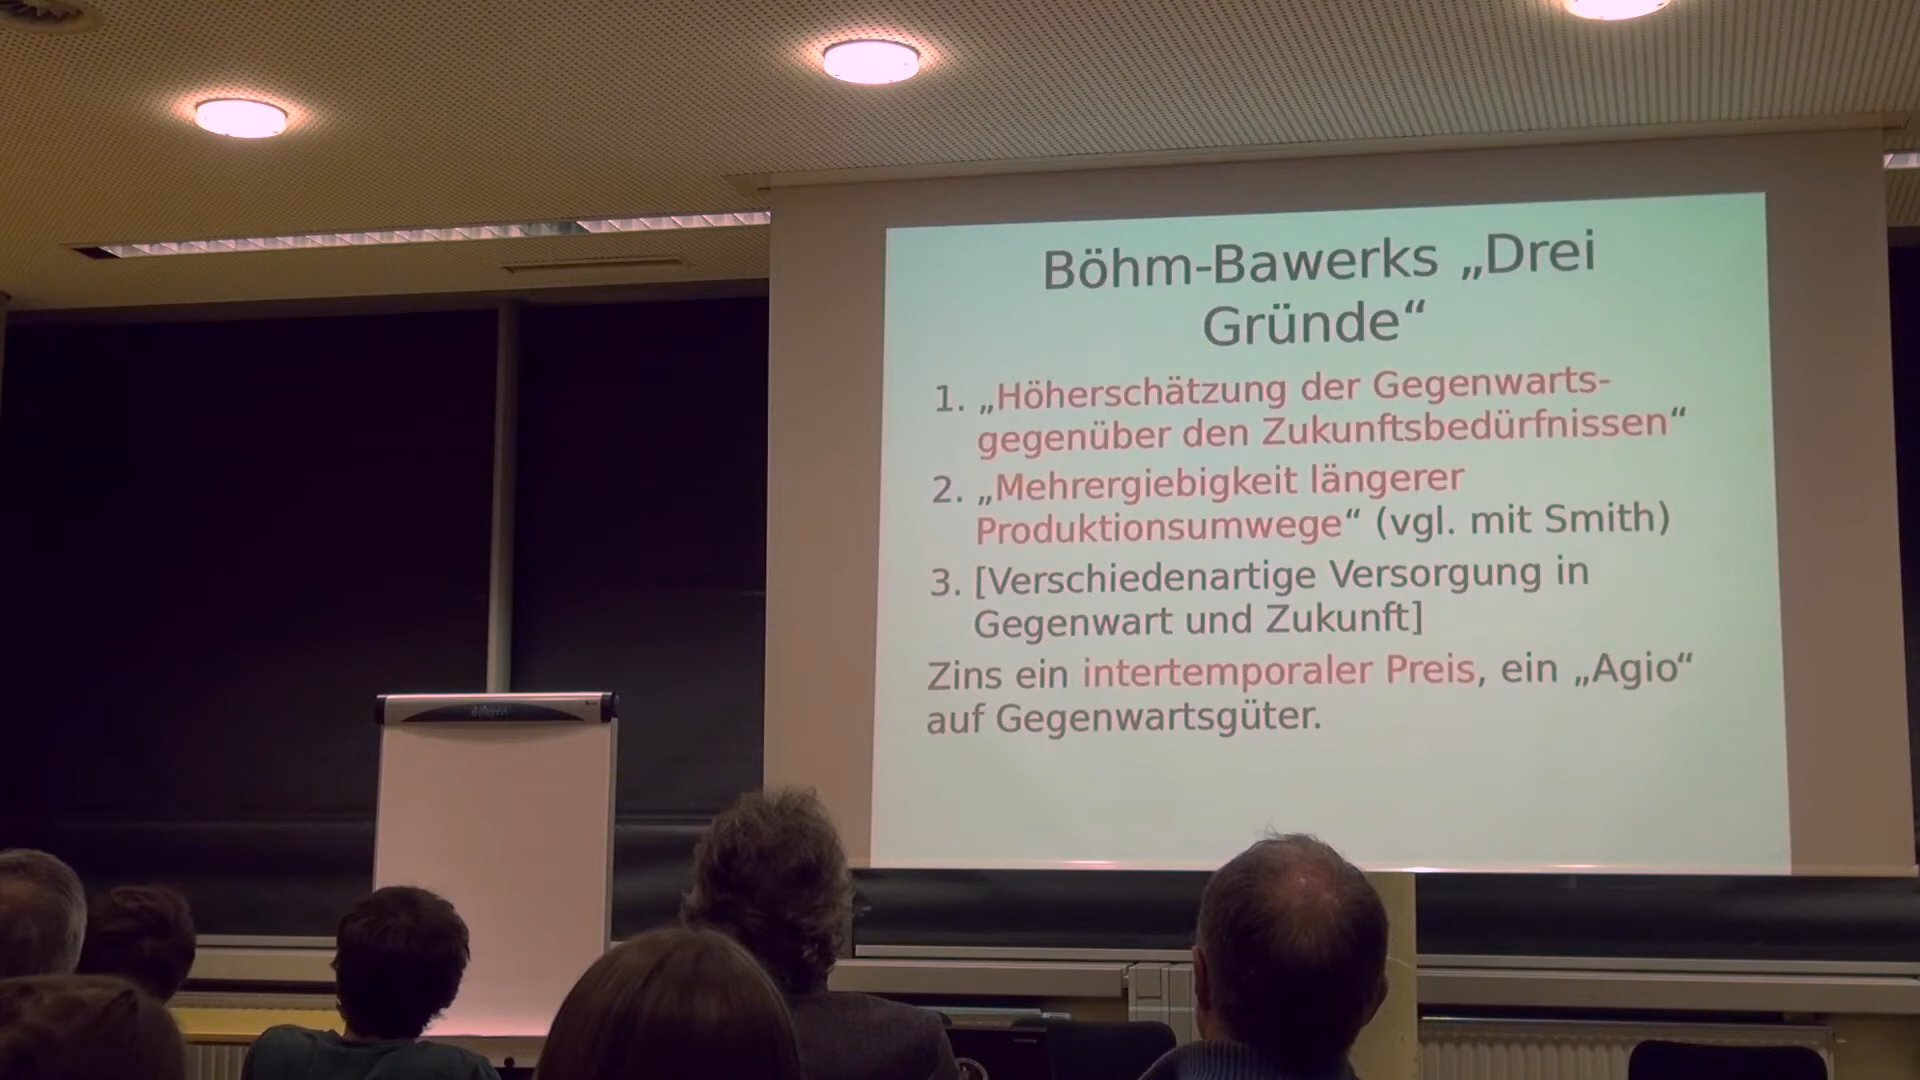 Böhm-Bawerks „Drei
Gründe“
1. „Höherschätzung der Gegenwarts-
gegenüber den Zukunftsbedürfnissen“
2. „Mehrergiebigkeit längerer
Produktionsumwege“ (vgl. mit Smith)
3. [Verschiedenartige Versorgung in
Gegenwart und Zukunft]
Zins ein intertemporaler Preis, ein „Agio“
auf Gegenwartsgüter.